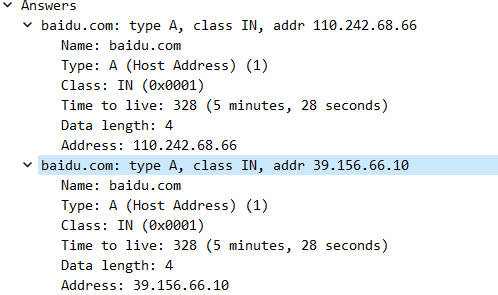 Answers
baidu.com: type A, class IN, addr 110.242.68.66
Name: baidu.com
Type: A (Host Address) (1)
Class: IN (0x0001)
Time to live: 328 (5 minutes, 28 seconds)
Data length: 4
Address: 110.242.68.66
baidu.com: type A, class IN, addr 39.156.66.10
Name: baidu.com
Type: A (Host Address) (1)
Class: IN (0x0001)
Time to live: 328 (5 minutes, 28 seconds)
Data length: 4
Address: 39.156.66.10